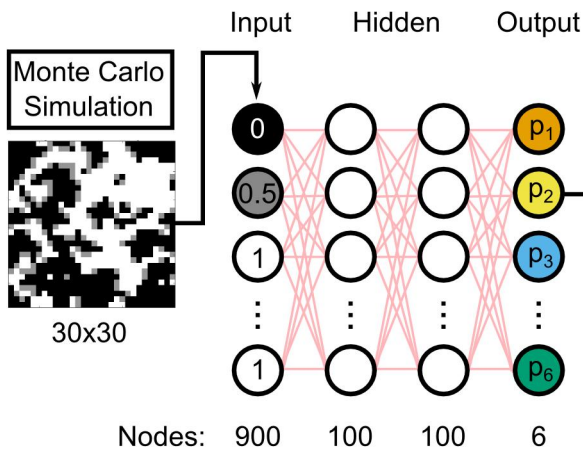 Input Hidden Output
Monte Carlo
Simulation
0 p₁
0.5 p₂
1 p₃
30x30
1 p₆
Nodes: 900 100 100 6